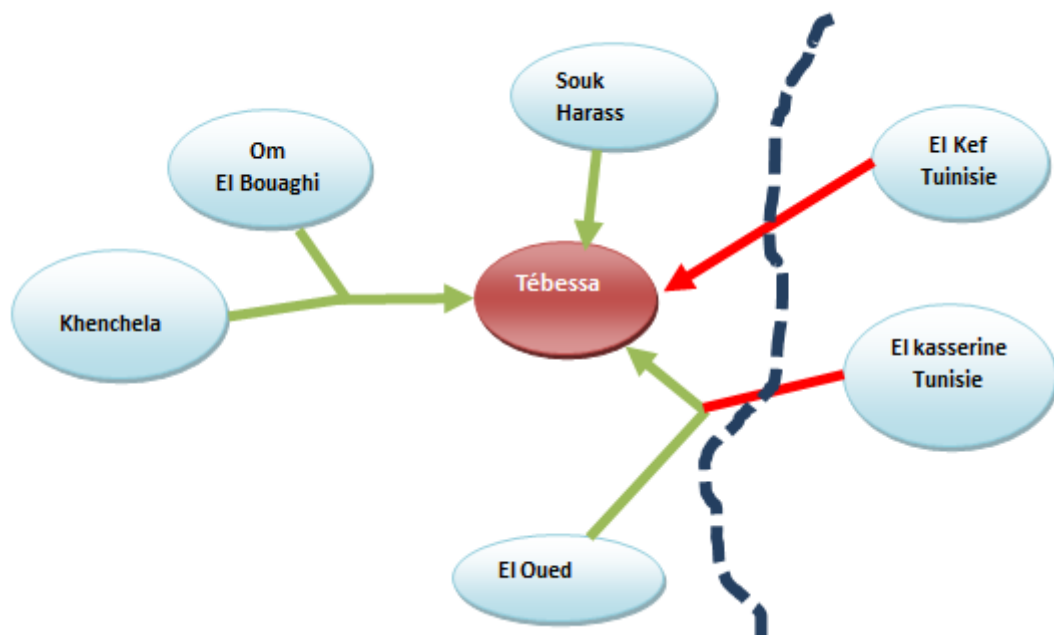 Souk
Harass
Om
El Bouaghi
El Kef
Tuinisie
Tébessa
Khenchela
El kasserine
Tunisie
El Oued